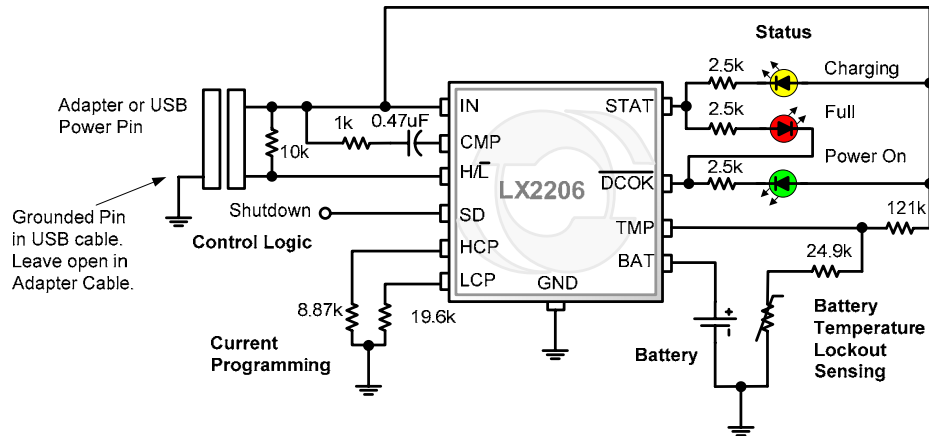 Status
2.5k
Charging
Adapter or USB
Power Pin
1k
0.47uF
10k
IN
CMP
H/L̅
SD
HCP
LCP
GND
LX2206
STAT
D̅C̅O̅K̅
TMP
BAT
2.5k
Full
2.5k
Power On
Shutdown
Control Logic
Grounded Pin
in USB cable.
Leave open in
Adapter Cable.
121k
24.9k
8.87k
19.6k
Current
Programming
+
-
Battery
Battery
Temperature
Lockout
Sensing